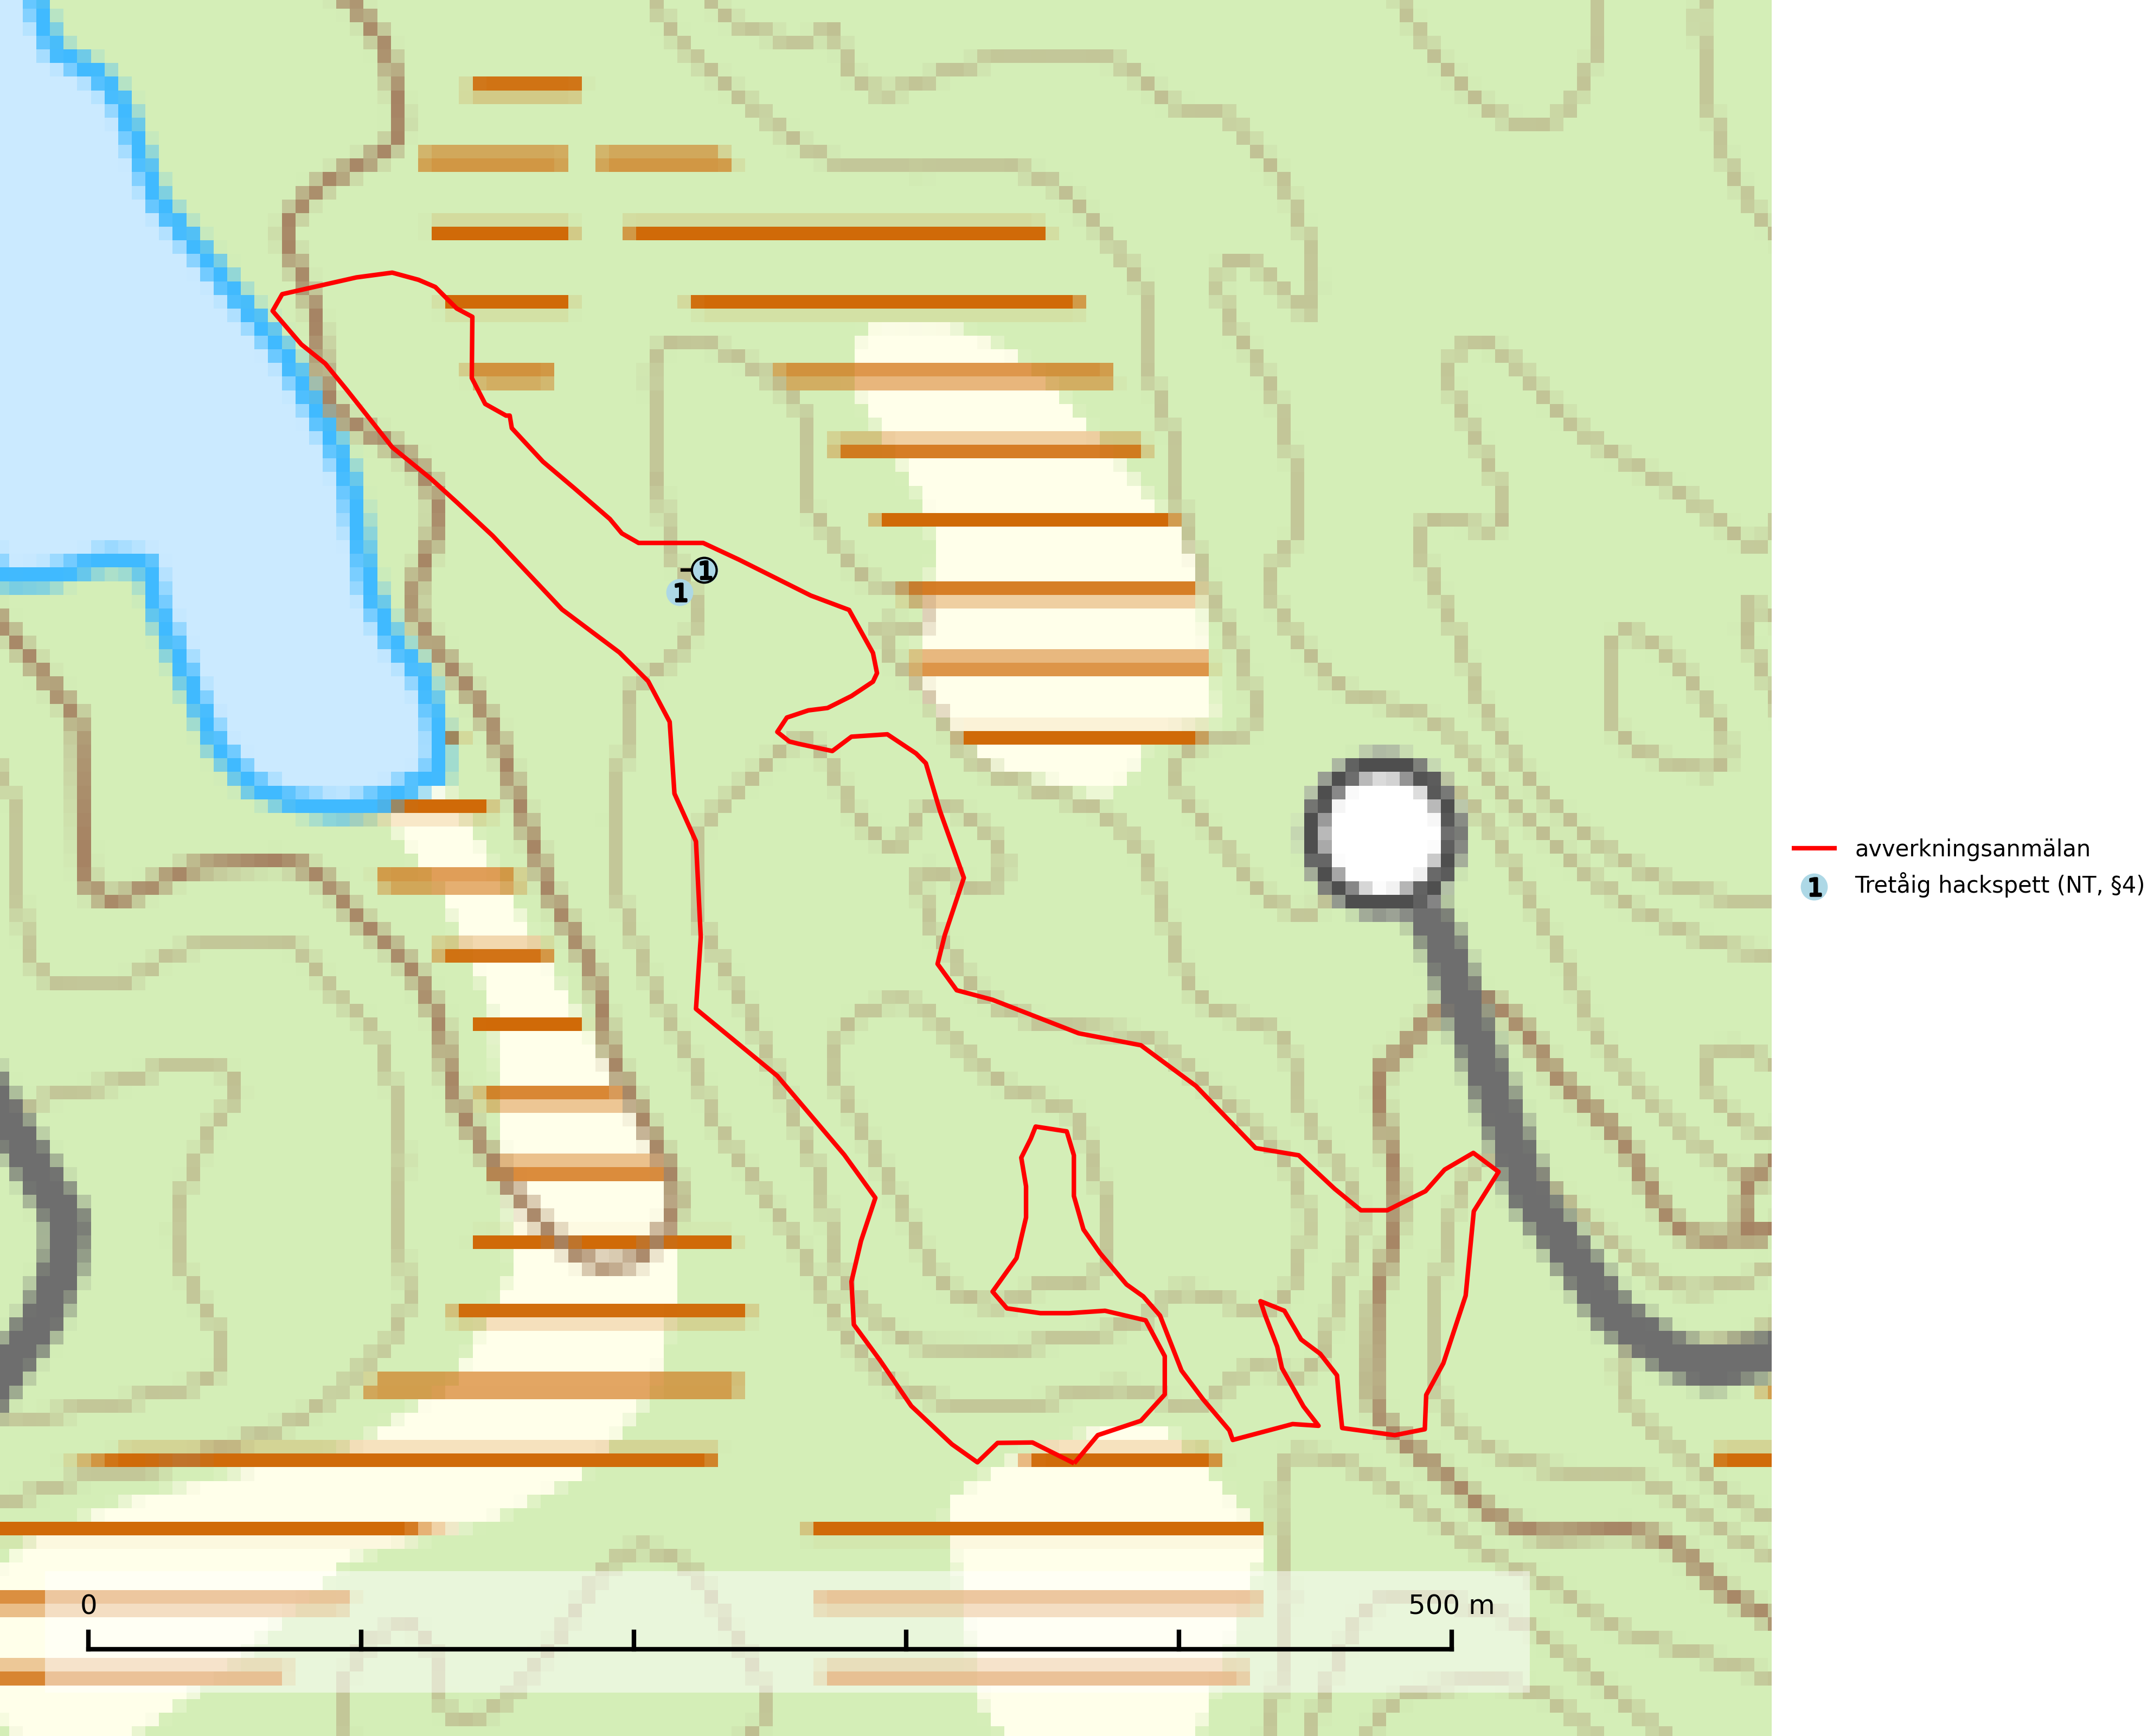 1
1
avverkningsanmälan
1 Tretåig hackspett (NT, §4)
0 500 m